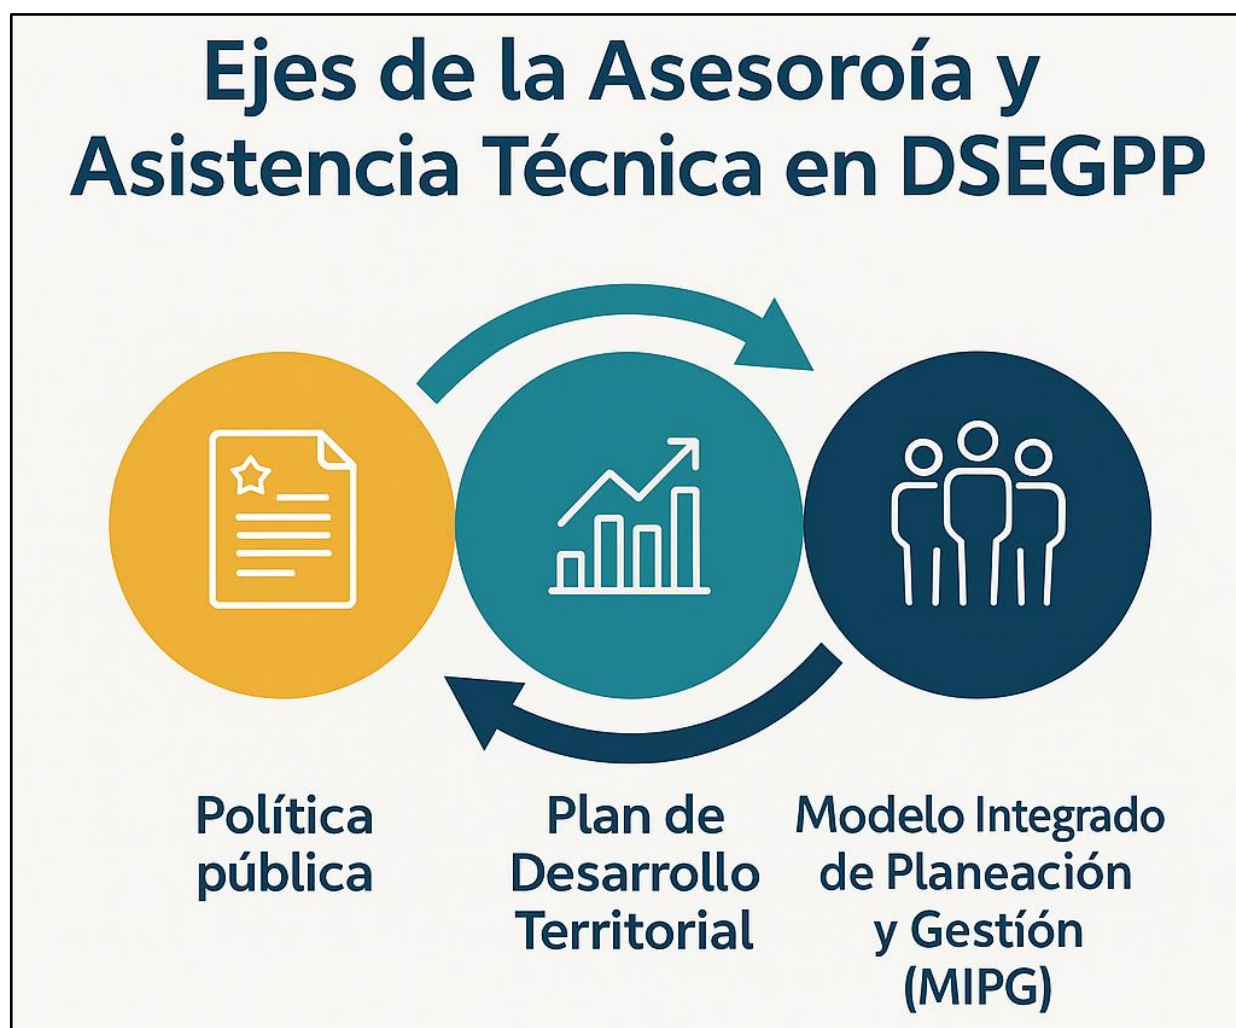 Ejes de la Asesoroía y
Asistencia Técnica en DSEGPP
Política
pública
Plan de
Desarrollo
Territorial
Modelo Integrado
de Planeación
y Gestíón
(MIPG)